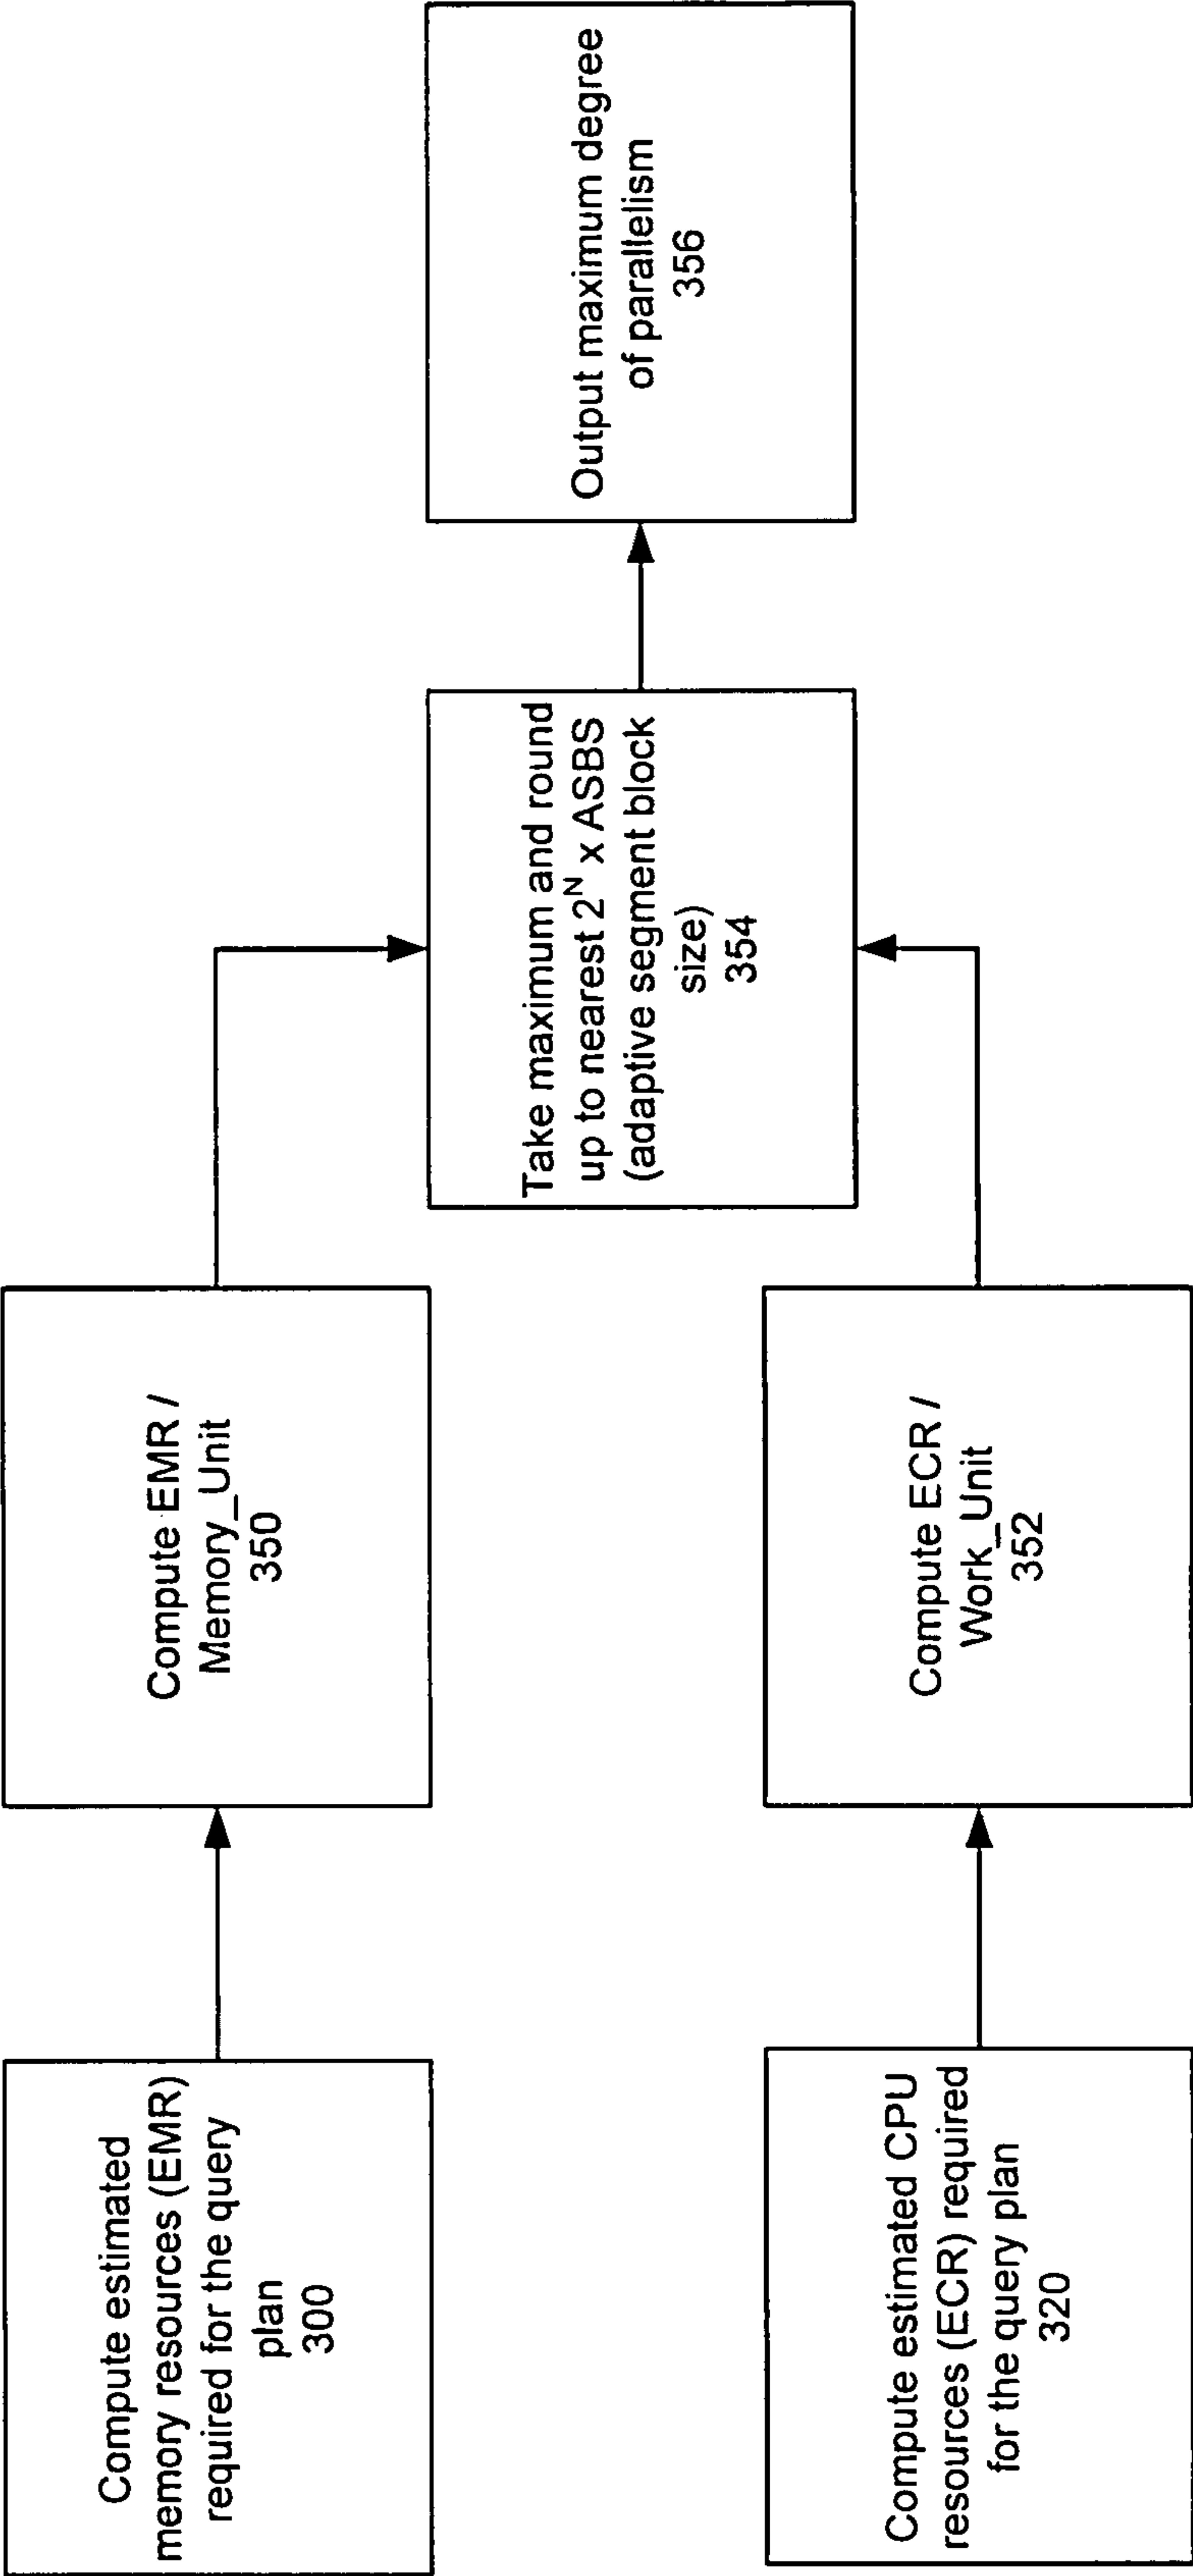 Compute estimated
memory resources (EMR)
required for the query
plan
300
Compute EMR /
Memory_Unit
350
Compute estimated CPU
resources (ECR) required
for the query plan
320
Compute ECR /
Work_Unit
352
Take maximum and round
up to nearest 2^N x ASBS
(adaptive segment block
size)
354
Output maximum degree
of parallelism
356